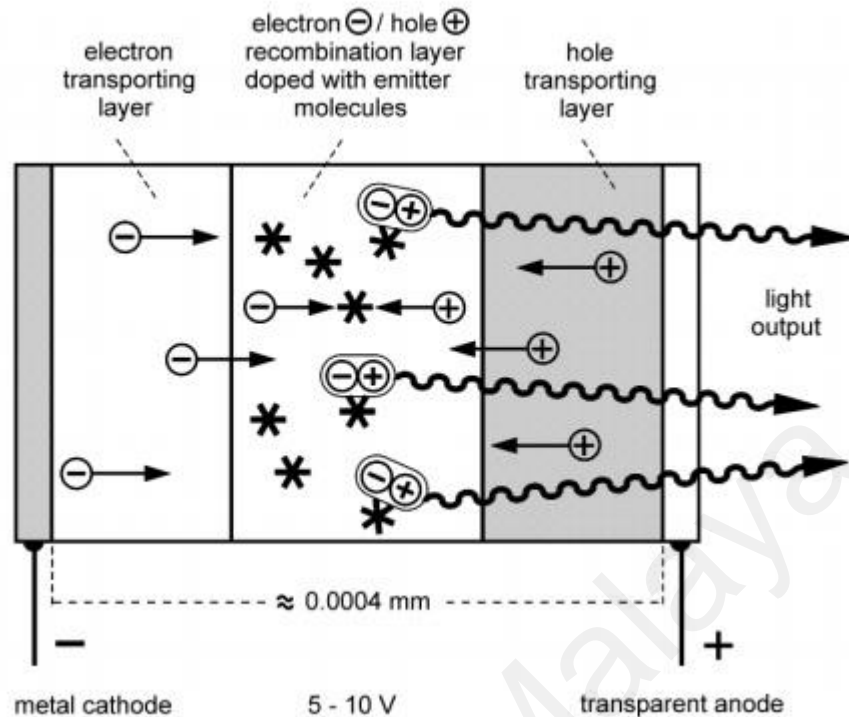 electron
transporting
layer
electron ⊖ / hole ⊕
recombination layer
doped with emitter
molecules
hole
transporting
layer
light
output
≈ 0.0004 mm
−
+
metal cathode
5 - 10 V
transparent anode
Malaya